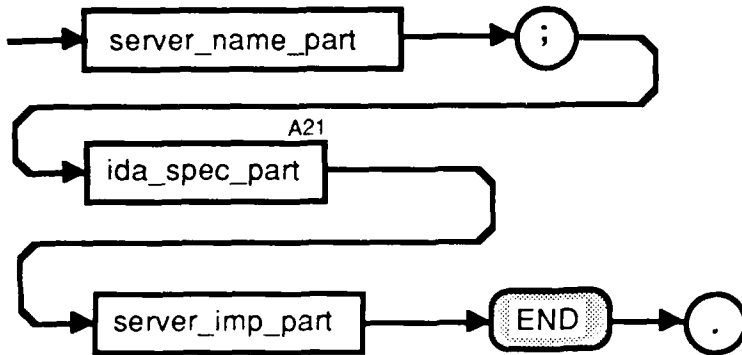 server_name_part ;
A21
ida_spec_part
server_imp_part END .